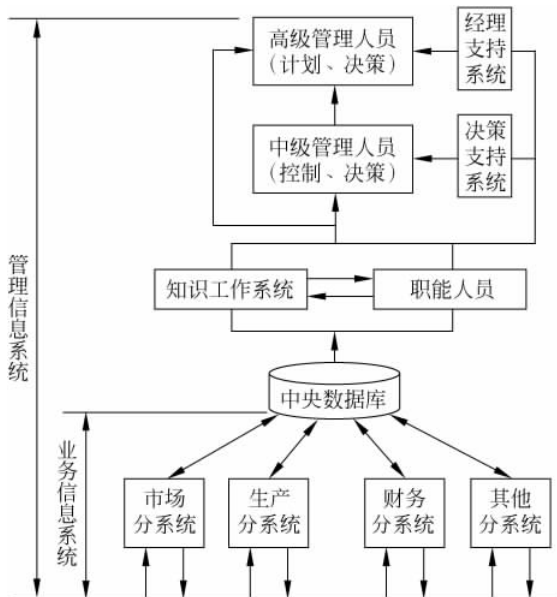 高级管理人员
（计划、决策）
经理
支持
系统
中级管理人员
（控制、决策）
决策
支持
系统
管理信息系统
知识工作系统
职能人员
中央数据库
业务信息系统
市场
分系统
生产
分系统
财务
分系统
其他
分系统